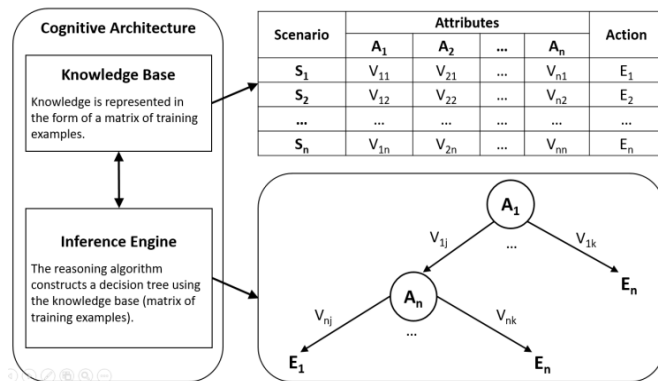 Cognitive Architecture
Knowledge Base
Knowledge is represented in
the form of a matrix of training
examples.
Inference Engine
The reasoning algorithm
constructs a decision tree using
the knowledge base (matrix of
training examples).
Scenario Attributes Action
A1 A2 ... An
S1 V11 V21 ... Vn1 E1
S2 V12 V22 ... Vn2 E2
... ... ... ... ... ...
Sn V1n V2n ... Vnn En
A1
V1j ... V1k
An En
Vnj ... Vnk
E1 En